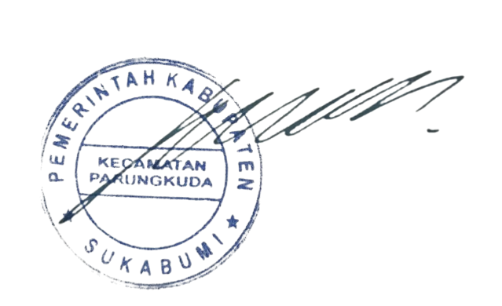 PEMERINTAH KABUPATEN
KECAMATAN
PARUNGKUDA
SUKABUMI